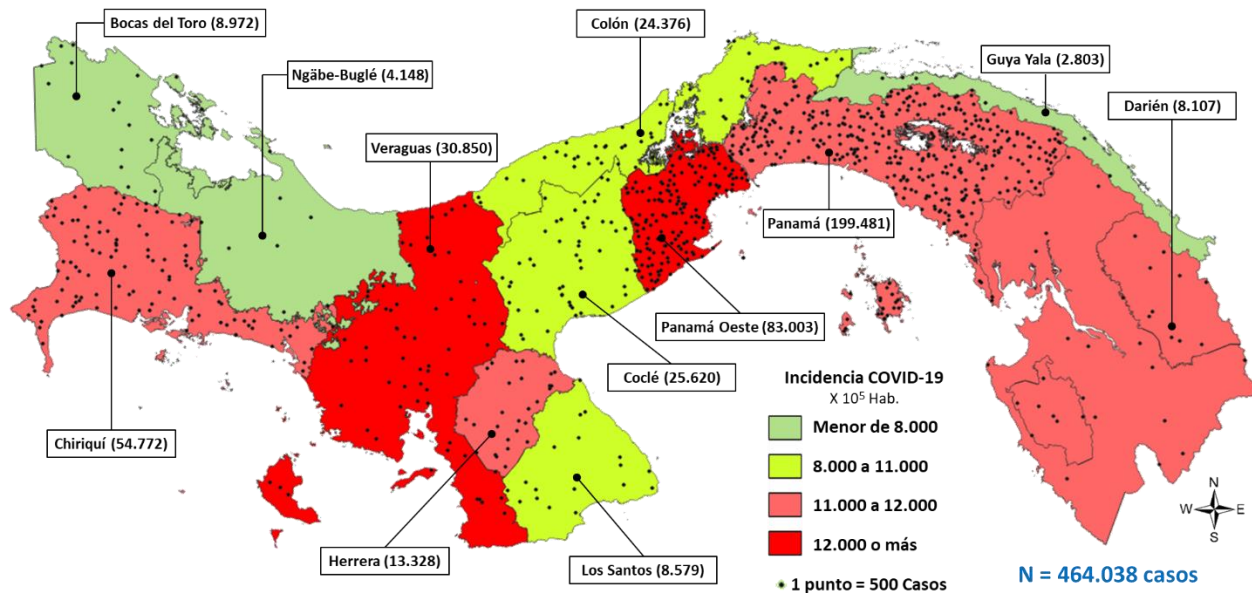 Bocas del Toro (8.972)
Ngäbe-Buglé (4.148)
Veraguas (30.850)
Colón (24.376)
Guya Yala (2.803)
Darién (8.107)
Panamá (199.481)
Panamá Oeste (83.003)
Coclé (25.620)
Chiriquí (54.772)
Herrera (13.328)
Los Santos (8.579)
Incidencia COVID-19
X 10⁵ Hab.
Menor de 8.000
8.000 a 11.000
11.000 a 12.000
12.000 o más
1 punto = 500 Casos
N
W E
S
N = 464.038 casos